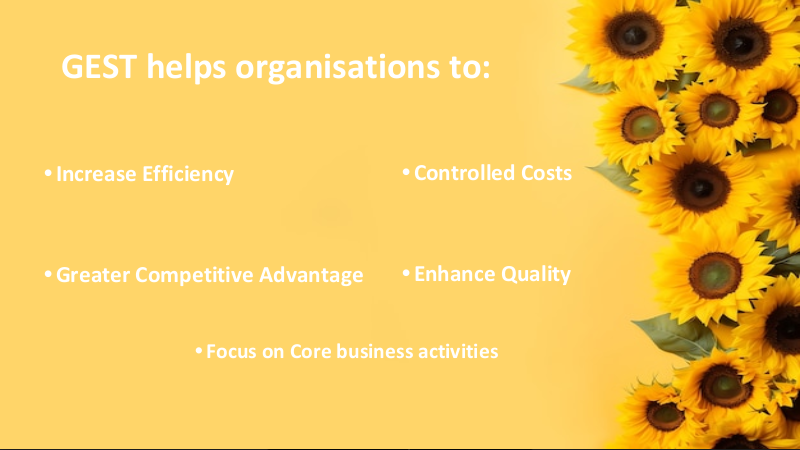 GEST helps organisations to:
• Increase Efficiency
• Controlled Costs
• Greater Competitive Advantage
• Enhance Quality
• Focus on Core business activities